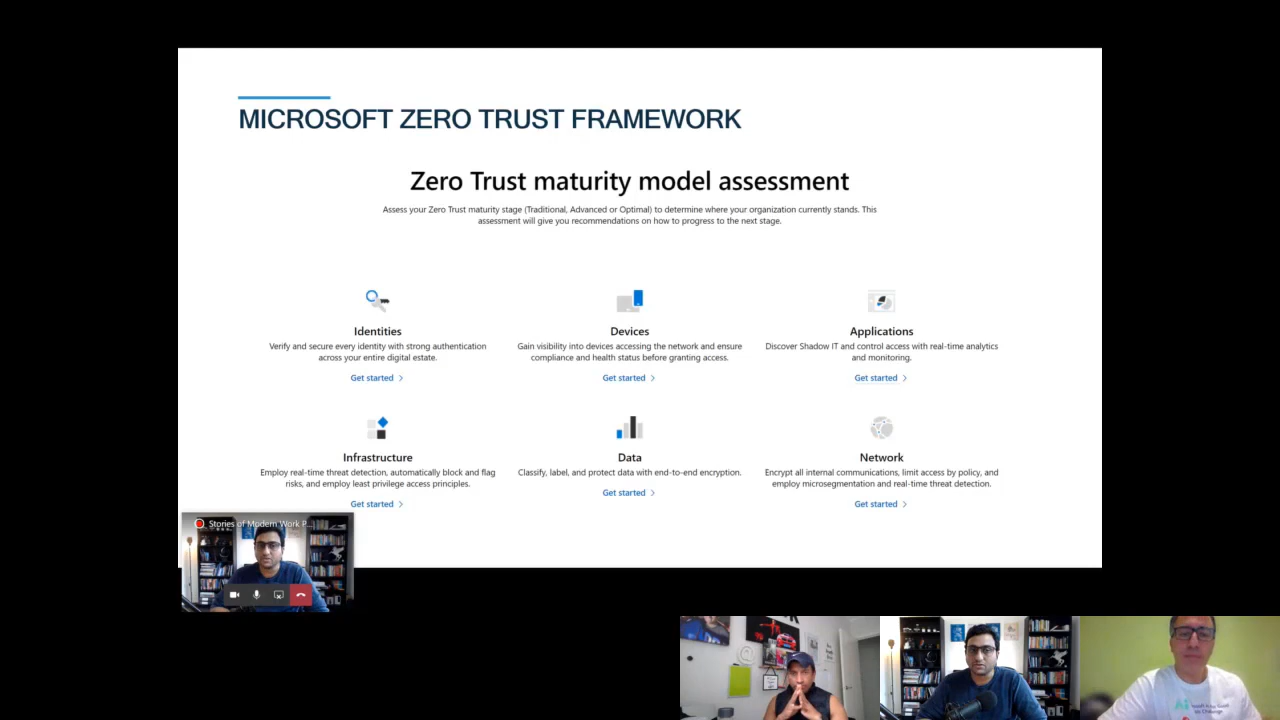 MICROSOFT ZERO TRUST FRAMEWORK
Zero Trust maturity model assessment
Assess your Zero Trust maturity stage (Traditional, Advanced or Optimal) to determine where your organization currently stands. This
assessment will give you recommendations on how to progress to the next stage.
Identities
Verify and secure every identity with strong authentication
across your entire digital estate.
Get started
Devices
Gain visibility into devices accessing the network and ensure
compliance and health status before granting access.
Get started
Applications
Discover Shadow IT and control access with real-time analytics
and monitoring.
Get started
Infrastructure
Employ real-time threat detection, automatically block and flag
risks, and employ least privilege access principles.
Get started
Data
Classify, label, and protect data with end-to-end encryption.
Get started
Network
Encrypt all internal communications, limit access by policy, and
employ microsegmentation and real-time threat detection.
Get started
Stories of Modern Work P...